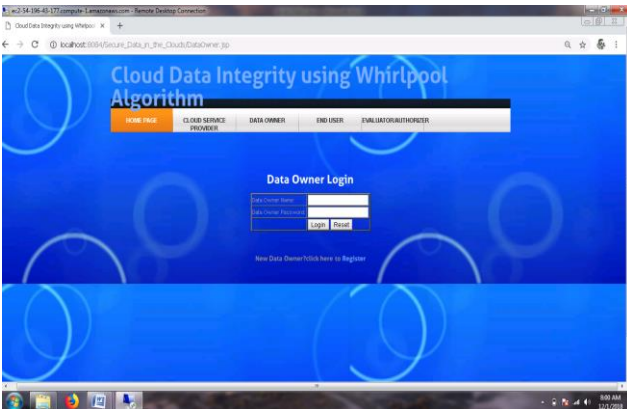 ec2-54-196-43-177.compute-1.amazonaws.com - Remote Desktop Connection
Cloud Data Integrity using Whirlpool
localhost:8084/Secure_Data_in_the_Clouds/DataOwner.jsp
Cloud Data Integrity using Whirlpool
Algorithm
HOME PAGE CLOUD SERVICE PROVIDER DATA OWNER END USER EVALUATOR/AUTHORIZER
Data Owner Login
Data Owner Name
Data Owner Password
Login Reset
New Data Owner?click here to Register
8:00 AM
12/1/2018